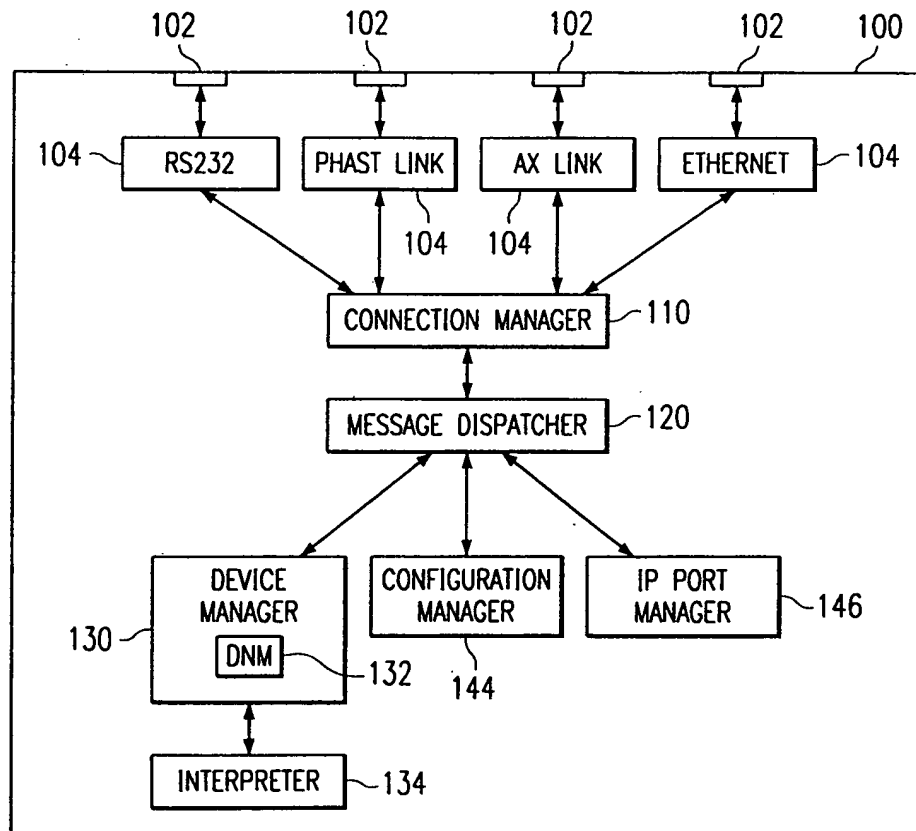 102 102 102 102 100
104 RS232 PHAST LINK AX LINK ETHERNET 104
104 104
CONNECTION MANAGER 110
MESSAGE DISPATCHER 120
DEVICE
MANAGER
130
DNM 132
CONFIGURATION
MANAGER
144
IP PORT
MANAGER
146
INTERPRETER 134